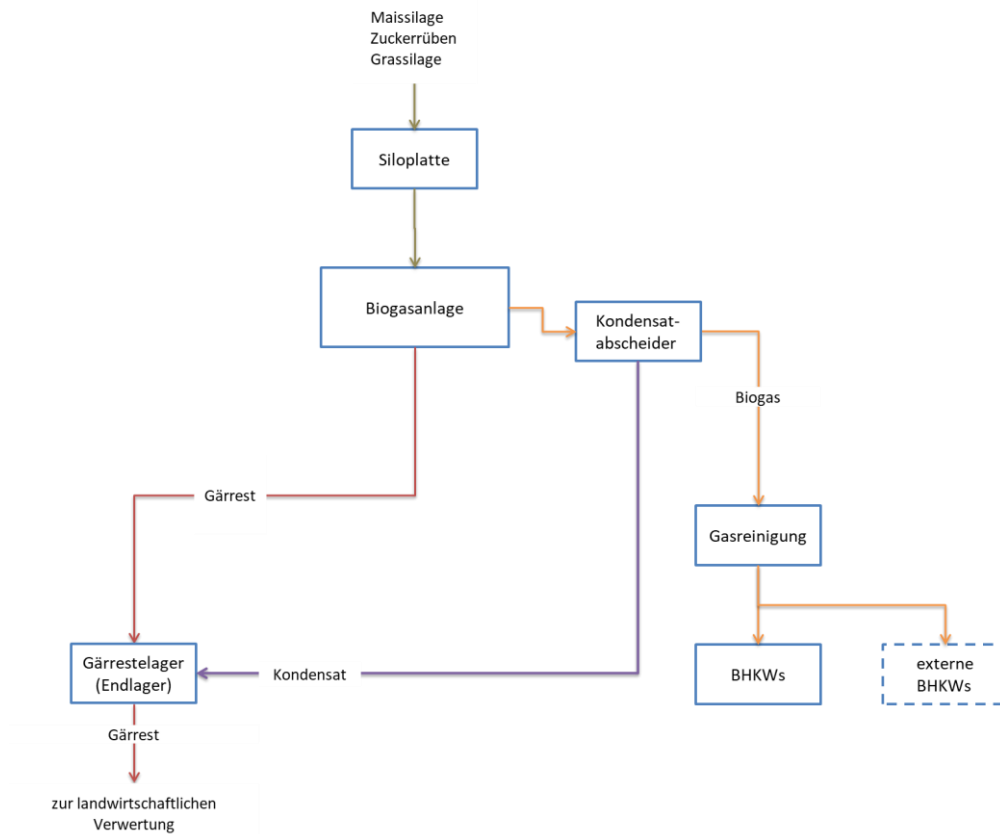 Maissilage
Zuckerrüben
Grassilage
Siloplatte
Biogasanlage
Kondensat-
abscheider
Biogas
Gärrest
Gasreinigung
Gärrestelager
(Endlager)
Kondensat
BHKWs
externe
BHKWs
Gärrest
zur landwirtschaftlichen
Verwertung